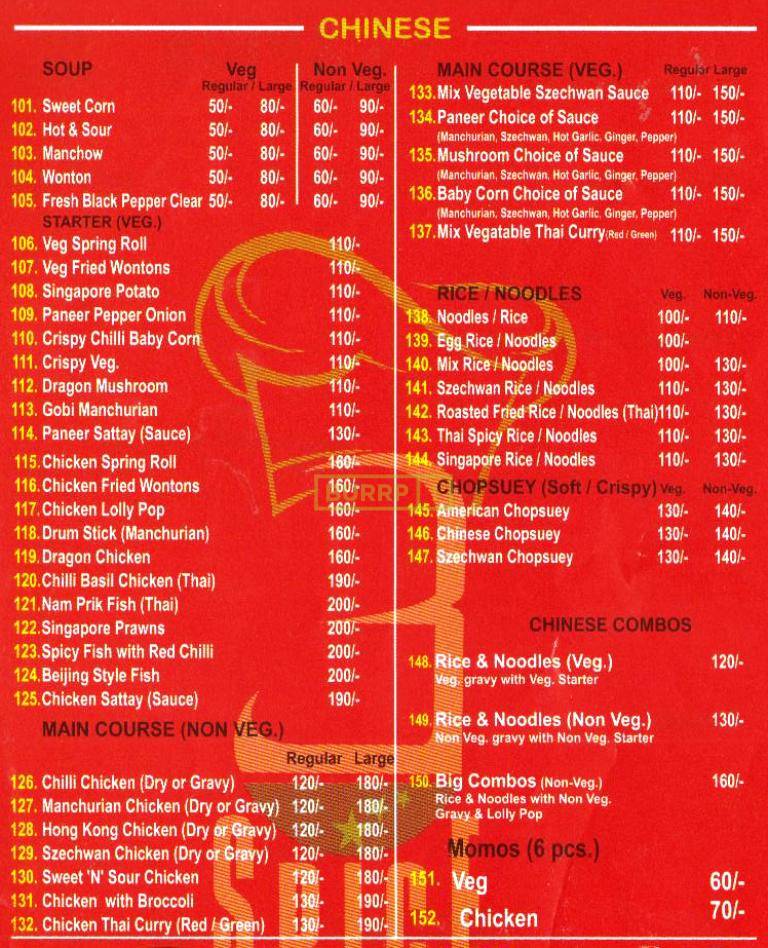 CHINESE
SOUP Veg Non Veg.
Regular / Large Regular / Large
101. Sweet Corn 50/- 80/- 60/- 90/-
102. Hot & Sour 50/- 80/- 60/- 90/-
103. Manchow 50/- 80/- 60/- 90/-
104. Wonton 50/- 80/- 60/- 90/-
105. Fresh Black Pepper Clear 50/- 80/- 60/- 90/-
STARTER (VEG.)
106. Veg Spring Roll 110/-
107. Veg Fried Wontons 110/-
108. Singapore Potato 110/-
109. Paneer Pepper Onion 110/-
110. Crispy Chilli Baby Corn 110/-
111. Crispy Veg. 110/-
112. Dragon Mushroom 110/-
113. Gobi Manchurian 110/-
114. Paneer Sattay (Sauce) 130/-
115. Chicken Spring Roll 160/-
116. Chicken Fried Wontons 160/-
117. Chicken Lolly Pop 160/-
118. Drum Stick (Manchurian) 160/-
119. Dragon Chicken 160/-
120. Chilli Basil Chicken (Thai) 190/-
121. Nam Prik Fish (Thai) 200/-
122. Singapore Prawns 200/-
123. Spicy Fish with Red Chilli 200/-
124. Beijing Style Fish 200/-
125. Chicken Sattay (Sauce) 190/-
MAIN COURSE (NON VEG.)
Regular Large
126. Chilli Chicken (Dry or Gravy) 120/- 180/-
127. Manchurian Chicken (Dry or Gravy) 120/- 180/-
128. Hong Kong Chicken (Dry or Gravy) 120/- 180/-
129. Szechwan Chicken (Dry or Gravy) 120/- 180/-
130. Sweet 'N' Sour Chicken 120/- 180/-
131. Chicken with Broccoli 130/- 190/-
132. Chicken Thai Curry (Red / Green) 130/- 190/-
MAIN COURSE (VEG.) Regular Large
133. Mix Vegetable Szechwan Sauce 110/- 150/-
134. Paneer Choice of Sauce 110/- 150/-
(Manchurian, Szechwan, Hot Garlic, Ginger, Pepper)
135. Mushroom Choice of Sauce 110/- 150/-
(Manchurian, Szechwan, Hot Garlic, Ginger, Pepper)
136. Baby Corn Choice of Sauce 110/- 150/-
(Manchurian, Szechwan, Hot Garlic, Ginger, Pepper)
137. Mix Vegatable Thai Curry (Red / Green) 110/- 150/-
RICE / NOODLES Veg. Non-Veg.
138. Noodles / Rice 100/- 110/-
139. Egg Rice / Noodles 100/-
140. Mix Rice / Noodles 100/- 130/-
141. Szechwan Rice / Noodles 110/- 130/-
142. Roasted Fried Rice / Noodles (Thai) 110/- 130/-
143. Thai Spicy Rice / Noodles 110/- 130/-
144. Singapore Rice / Noodles 110/- 130/-
BURRP
CHOPSUEY (Soft / Crispy) Veg. Non-Veg.
145. American Chopsuey 130/- 140/-
146. Chinese Chopsuey 130/- 140/-
147. Szechwan Chopsuey 130/- 140/-
CHINESE COMBOS
148. Rice & Noodles (Veg.) 120/-
Veg. gravy with Veg. Starter
149. Rice & Noodles (Non Veg.) 130/-
Non Veg. gravy with Non Veg. Starter
150. Big Combos (Non-Veg.) 160/-
Rice & Noodles with Non Veg.
Gravy & Lolly Pop
Momos (6 pcs.)
151. Veg 60/-
152. Chicken 70/-
SPICE